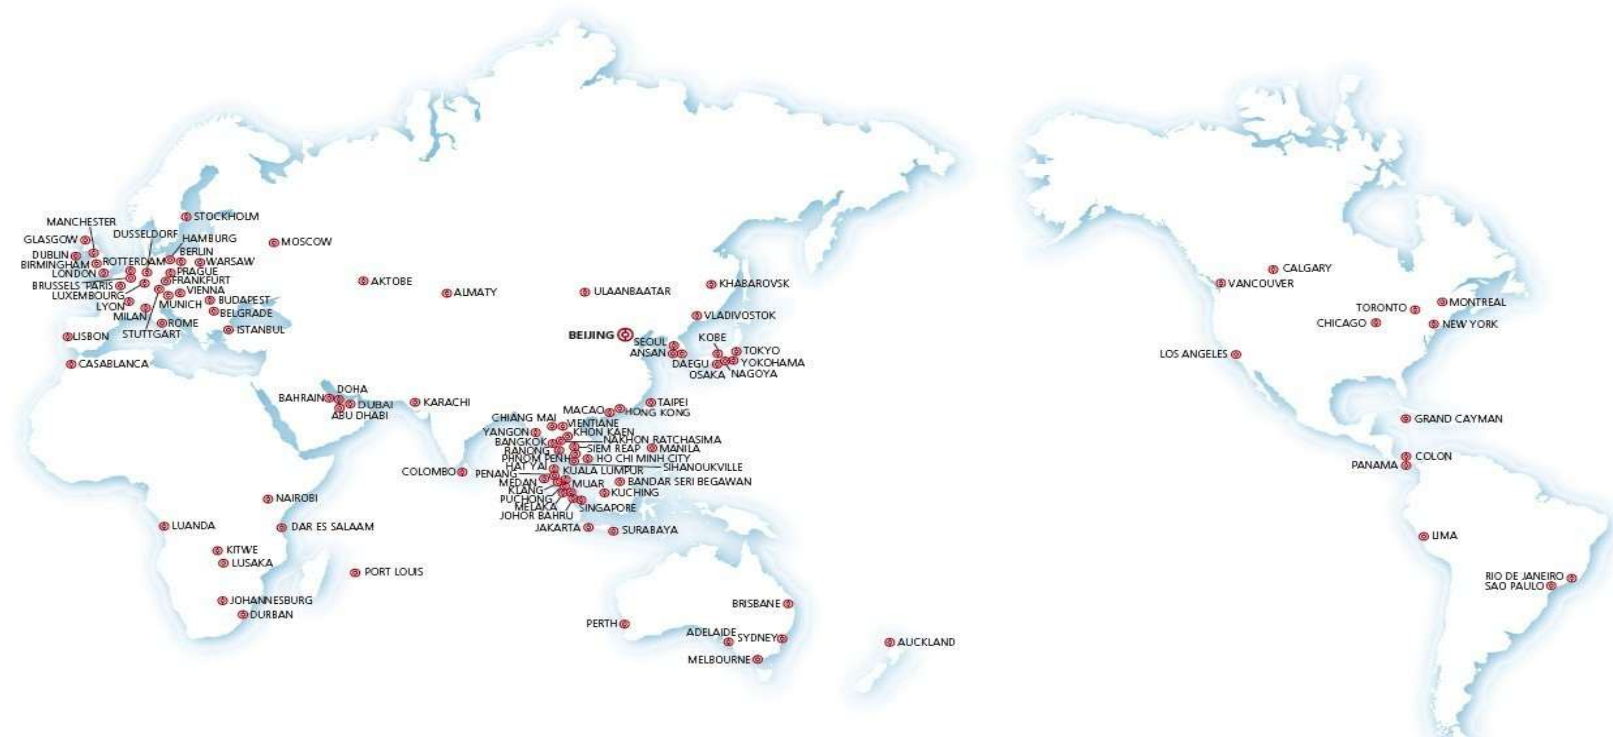 MANCHESTER
STOCKHOLM
GLASGOW
DUSSELDORF
HAMBURG
MOSCOW
DUBLIN
BERLIN
BIRMINGHAM
ROTTERDAM
WARSAW
LONDON
PRAGUE
BRUSSELS
PARIS
FRANKFURT
LUXEMBOURG
VIENNA
LYON
MUNICH
BUDAPEST
MILAN
BELGRADE
ROME
STUTTGART
ISTANBUL
LISBON
CASABLANCA
AKTOBE
ALMATY
ULAANBAATAR
KHABAROVSK
VLADIVOSTOK
BEIJING
SEOUL
KOBE
ANSAN
TOKYO
DAEGU
YOKOHAMA
OSAKA
NAGOYA
BAHRAIN
DOHA
DUBAI
ABU DHABI
KARACHI
MACAO
TAIPEI
HONG KONG
CHIANG MAI
VIENTIANE
YANGON
KHON KAEN
BANGKOK
NAKHON RATCHASIMA
RANONG
SIEM REAP
MANILA
PHNOM PENH
HO CHI MINH CITY
HAT YAI
SIHANOUKVILLE
COLOMBO
PENANG
KUALA LUMPUR
MEDAN
BANDAR SERI BEGAWAN
KLANG
MUAR
PUCHONG
KUCHING
MELAKA
SINGAPORE
JOHOR BAHRU
JAKARTA
SURABAYA
NAIROBI
LUANDA
DAR ES SALAAM
KITWE
LUSAKA
PORT LOUIS
JOHANNESBURG
DURBAN
BRISBANE
PERTH
ADELAIDE
SYDNEY
MELBOURNE
AUCKLAND
CALGARY
VANCOUVER
MONTREAL
TORONTO
CHICAGO
NEW YORK
LOS ANGELES
GRAND CAYMAN
COLON
PANAMA
LIMA
RIO DE JANEIRO
SAO PAULO